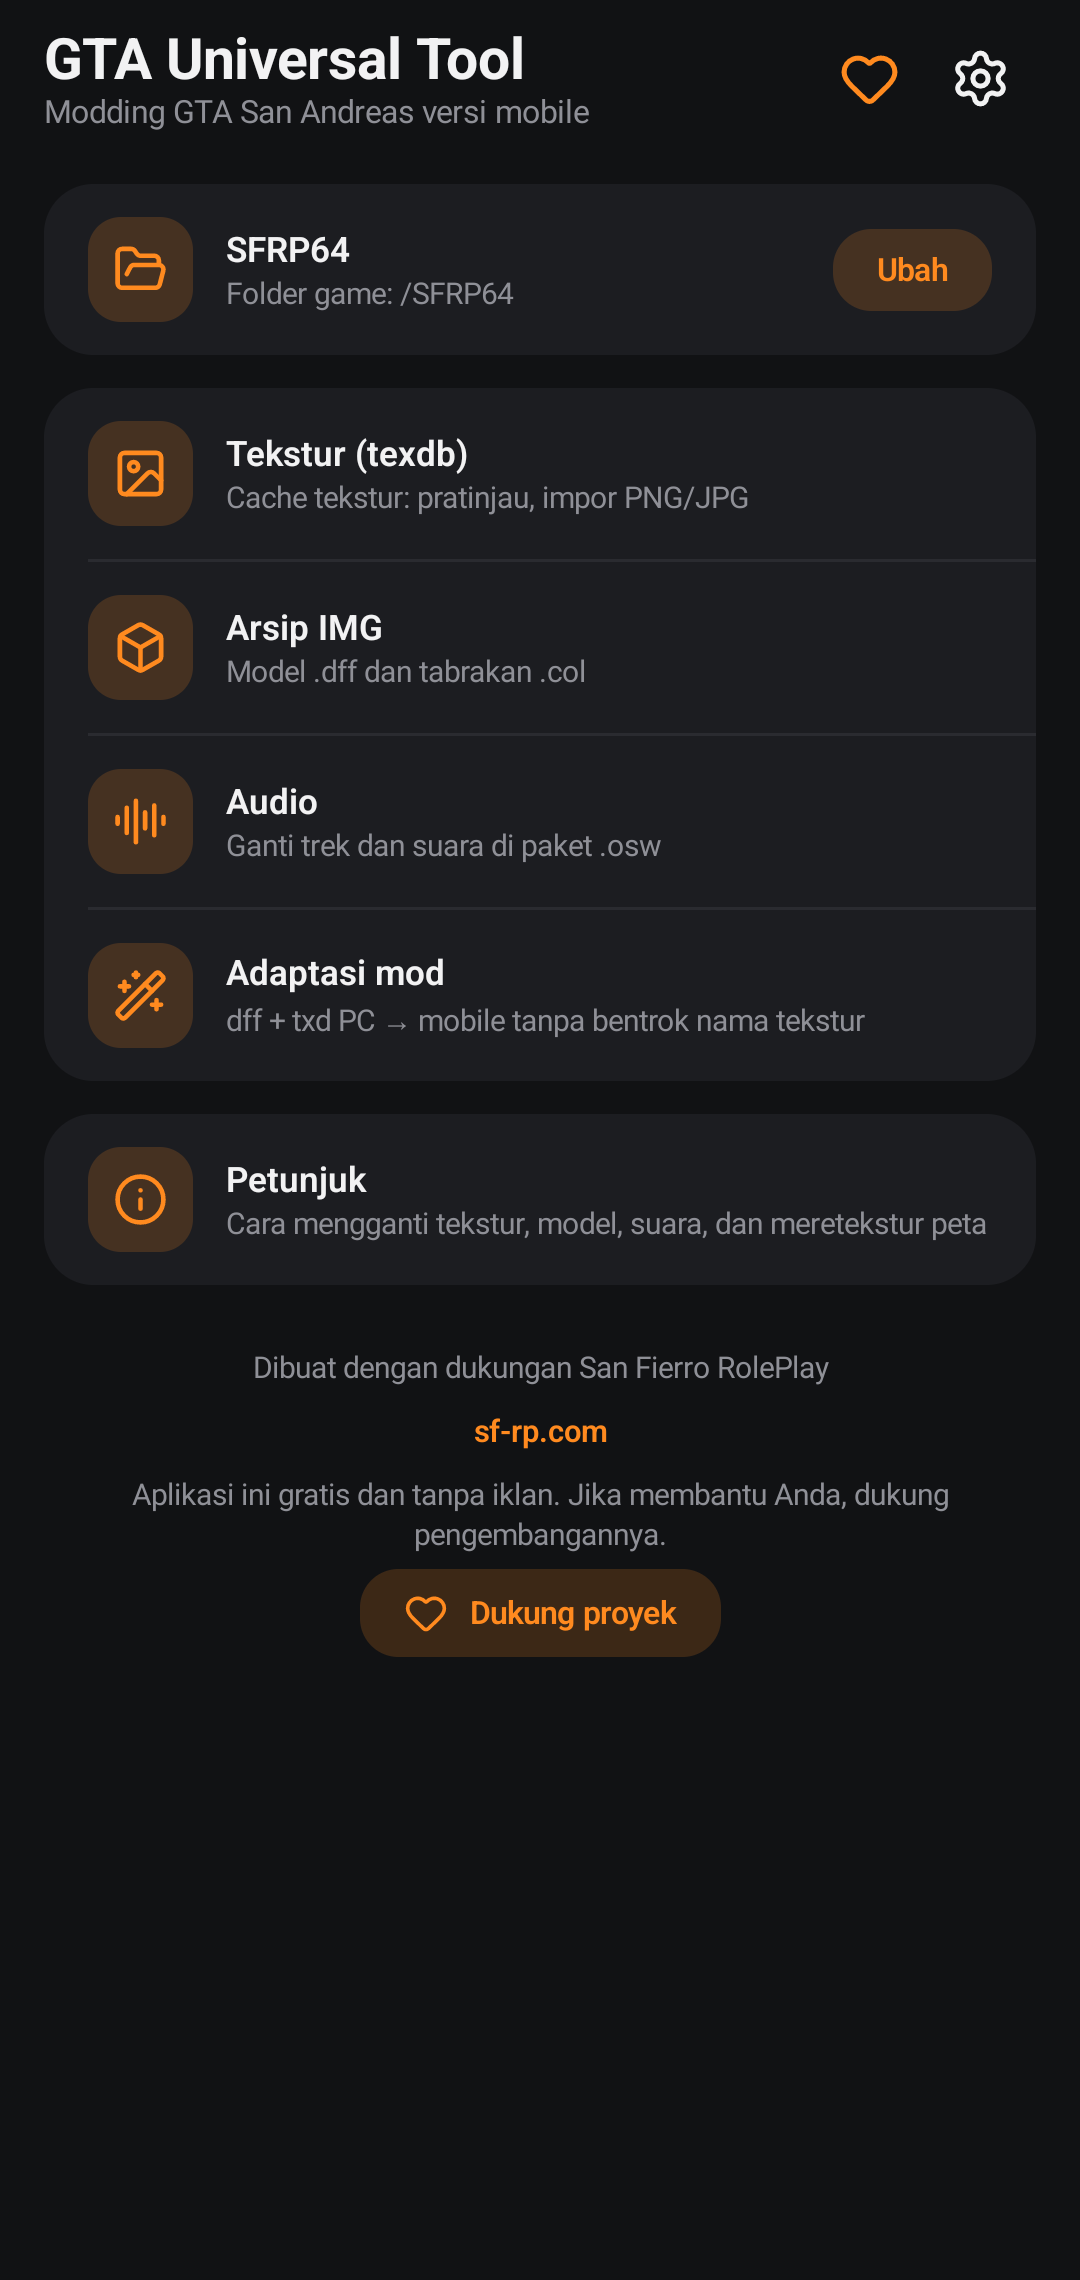 GTA Universal Tool
Modding GTA San Andreas versi mobile
SFRP64
Folder game: /SFRP64
Ubah
Tekstur (texdb)
Cache tekstur: pratinjau, impor PNG/JPG
Arsip IMG
Model .dff dan tabrakan .col
Audio
Ganti trek dan suara di paket .osw
Adaptasi mod
dff + txd PC → mobile tanpa bentrok nama tekstur
Petunjuk
Cara mengganti tekstur, model, suara, dan meretekstur peta
Dibuat dengan dukungan San Fierro RolePlay
sf-rp.com
Aplikasi ini gratis dan tanpa iklan. Jika membantu Anda, dukung
pengembangannya.
Dukung proyek